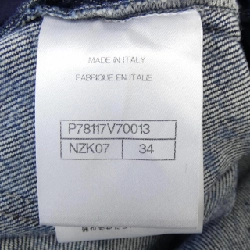 MADE IN ITALY
FABRIQUE EN ITALIE
P78117V70013
NZK07 34